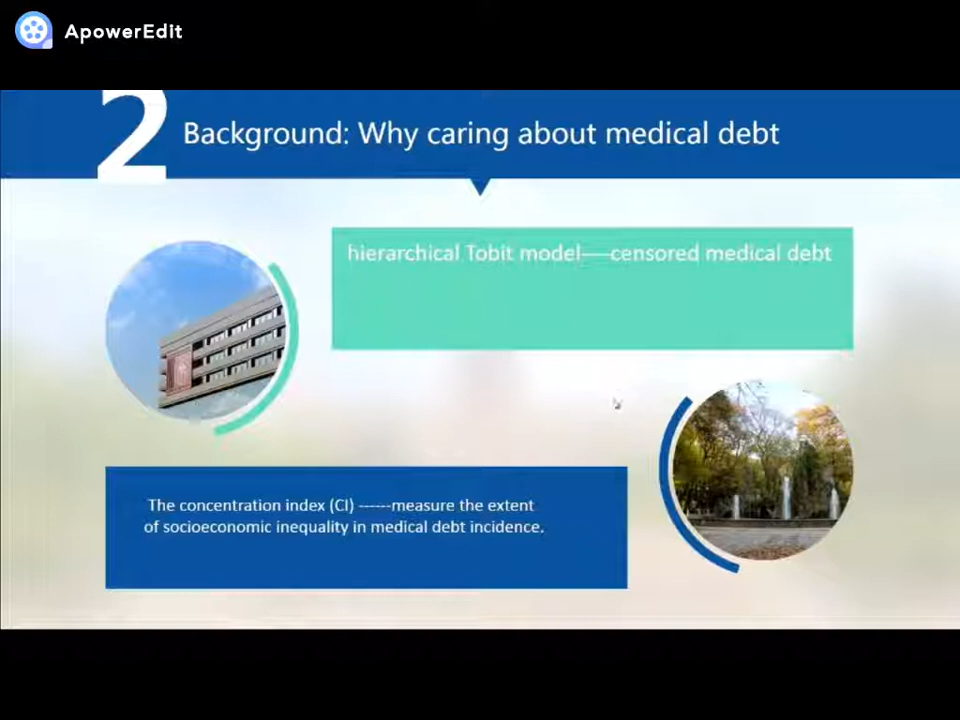 ApowerEdit
2
Background: Why caring about medical debt
hierarchical Tobit model——censored medical debt
The concentration index (CI) ------measure the extent
of socioeconomic inequality in medical debt incidence.